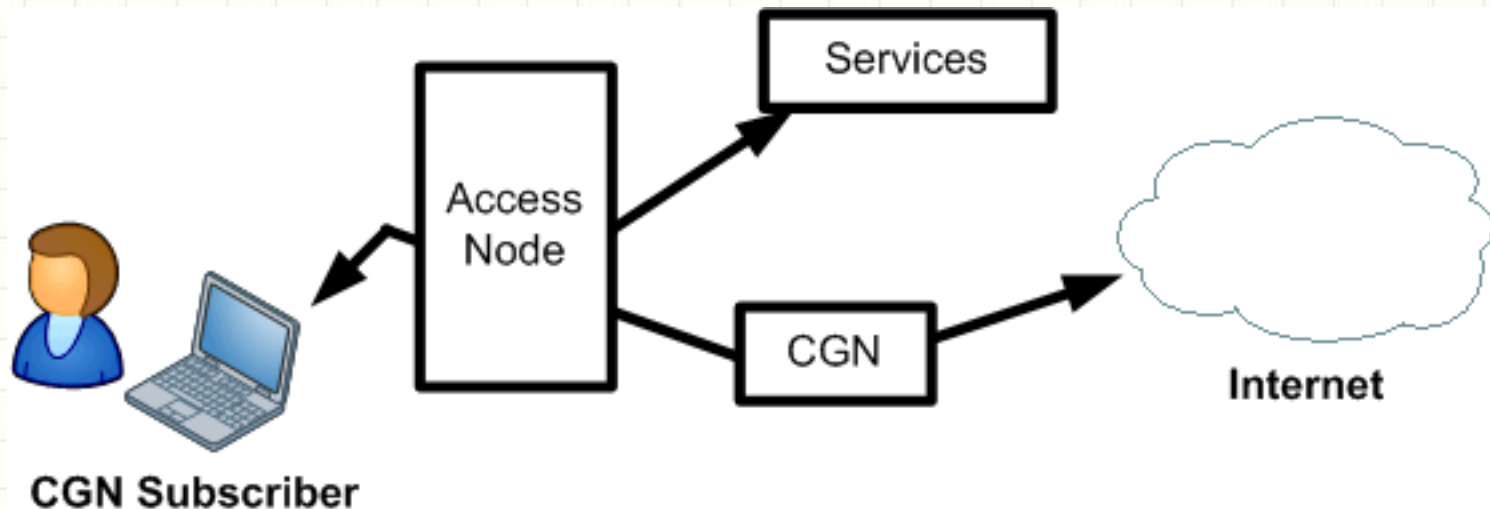 Services
Access
Node
CGN
Internet
CGN Subscriber